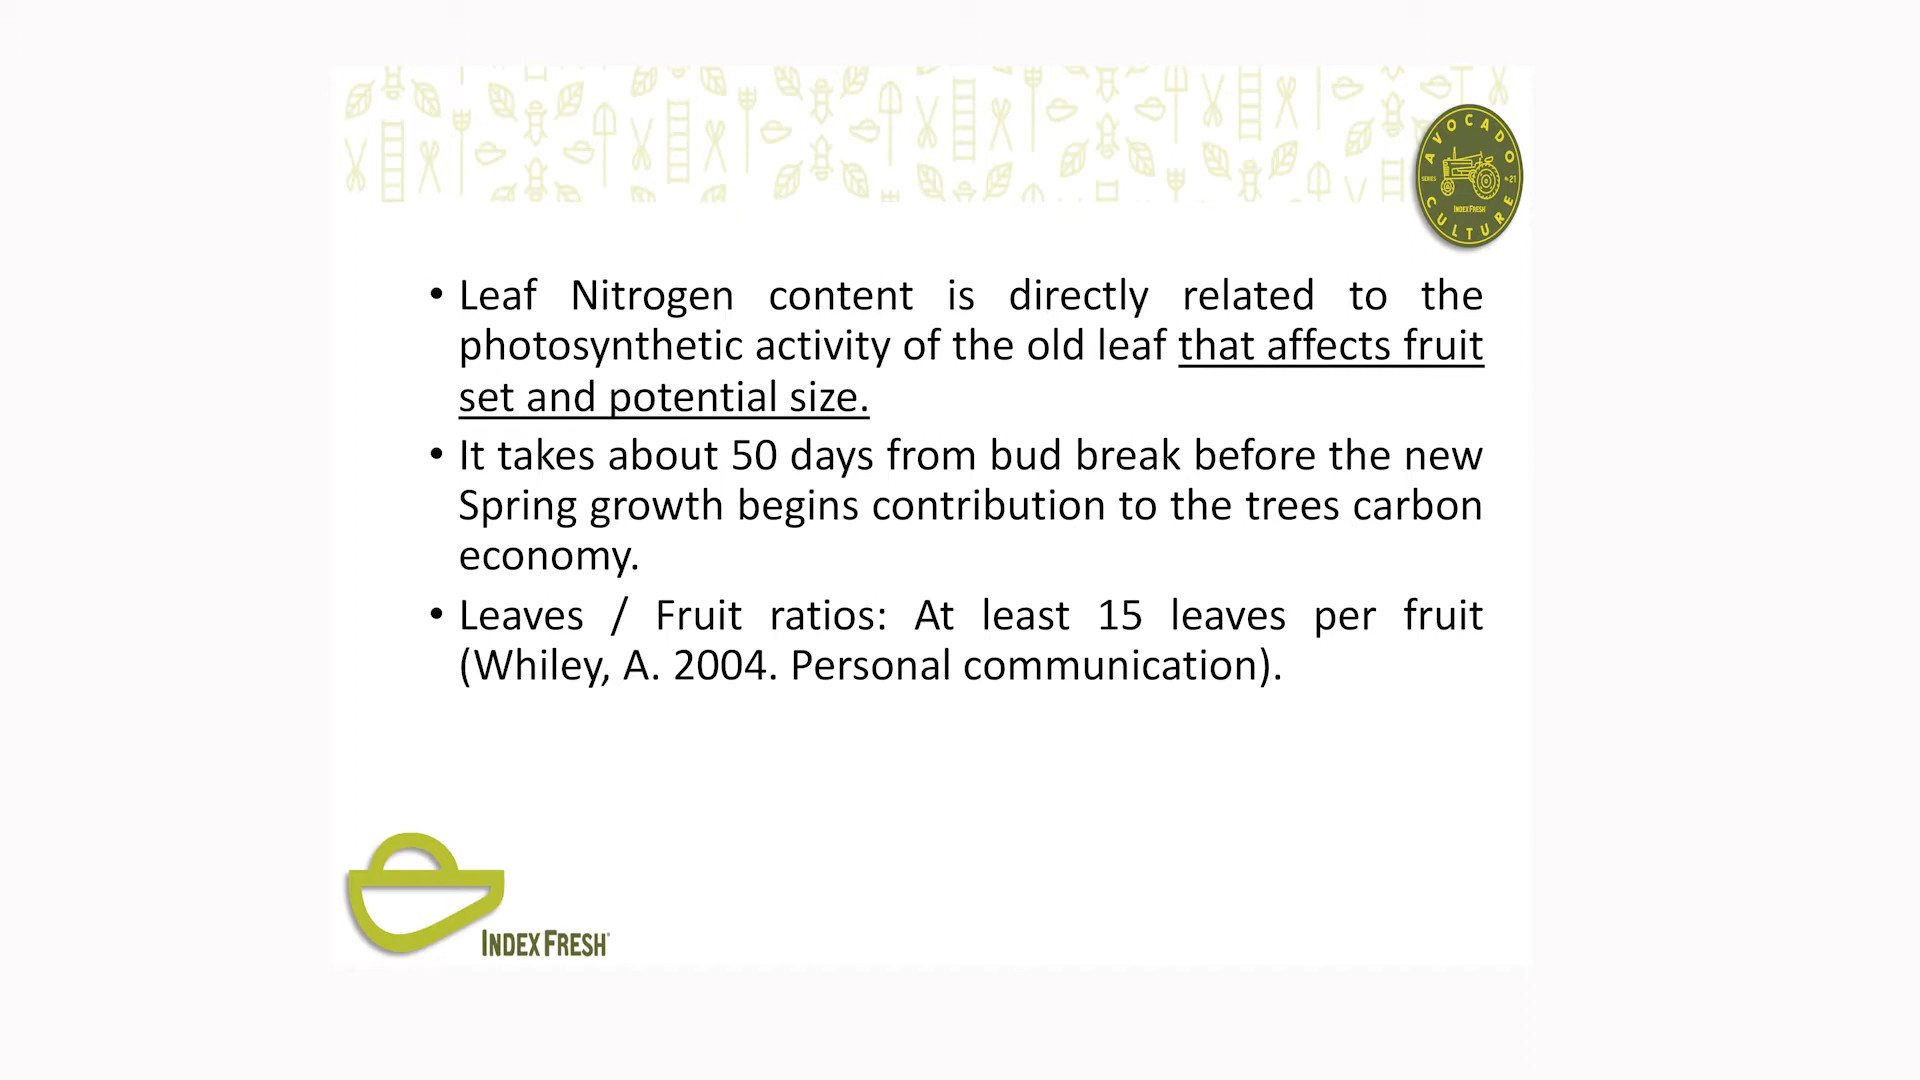 AVOCADO
SERIES
№ 21
INDEX FRESH
CULTURE
• Leaf Nitrogen content is directly related to the
photosynthetic activity of the old leaf that affects fruit
set and potential size.
• It takes about 50 days from bud break before the new
Spring growth begins contribution to the trees carbon
economy.
• Leaves / Fruit ratios: At least 15 leaves per fruit
(Whiley, A. 2004. Personal communication).
INDEX FRESH